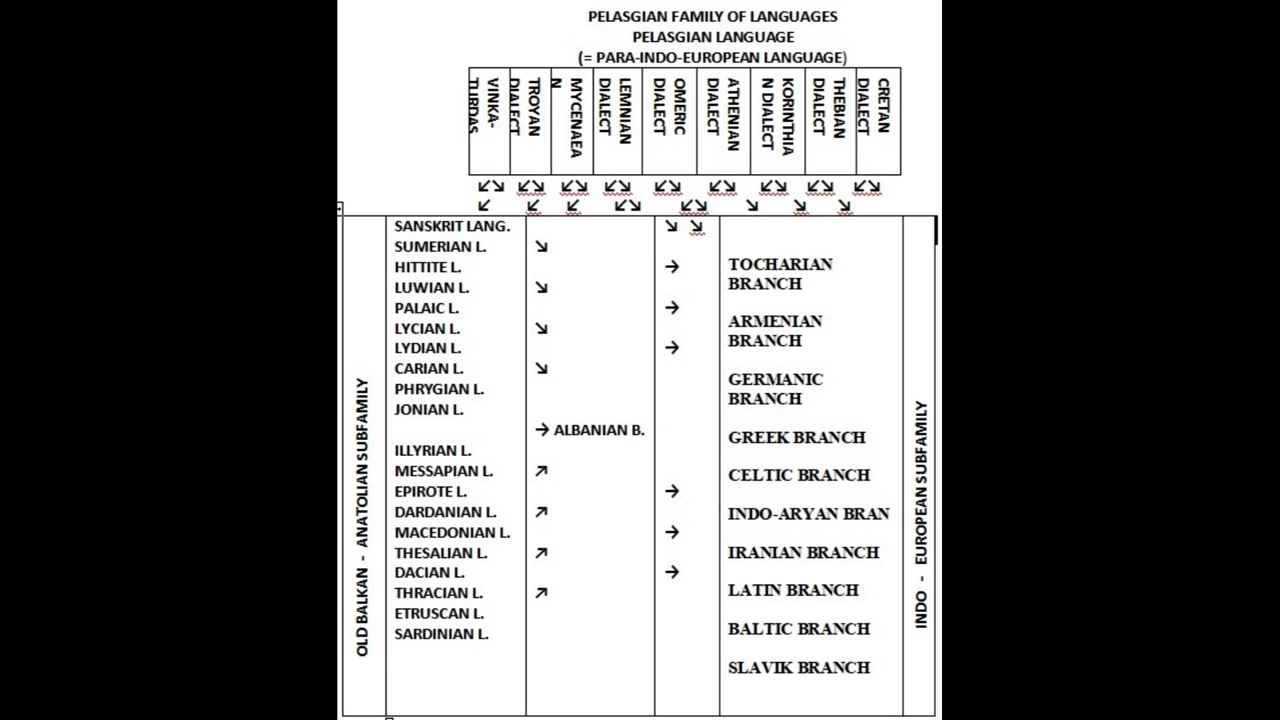 PELASGIAN FAMILY OF LANGUAGES
PELASGIAN LANGUAGE
(= PARA-INDO-EUROPEAN LANGUAGE)
VINKA-
TURDAS
TROYAN
DIALECT
MYCENAEA
N
LEMNIAN
DIALECT
OMERIC
DIALECT
ATHENIAN
DIALECT
KORINTHIA
N DIALECT
THEBIAN
DIALECT
CRETAN
DIALECT
↙↘ ↙↘ ↙↘ ↙↘ ↙↘ ↙↘ ↙↘ ↙↘ ↙↘
↙ ↙ ↙ ↙↘ ↙↘ ↘ ↘ ↘
OLD BALKAN - ANATOLIAN SUBFAMILY
SANSKRIT LANG.
SUMERIAN L.
HITTITE L.
LUWIAN L.
PALAIC L.
LYCIAN L.
LYDIAN L.
CARIAN L.
PHRYGIAN L.
JONIAN L.
ILLYRIAN L.
MESSAPIAN L.
EPIROTE L.
DARDANIAN L.
MACEDONIAN L.
THESALIAN L.
DACIAN L.
THRACIAN L.
ETRUSCAN L.
SARDINIAN L.
↘
↘
↘
↘
→ ALBANIAN B.
↗
↗
↗
↗
↘ ↘
→
→
→
→
→
→
TOCHARIAN
BRANCH
ARMENIAN
BRANCH
GERMANIC
BRANCH
GREEK BRANCH
CELTIC BRANCH
INDO-ARYAN BRAN
IRANIAN BRANCH
LATIN BRANCH
BALTIC BRANCH
SLAVIK BRANCH
INDO - EUROPEAN SUBFAMILY